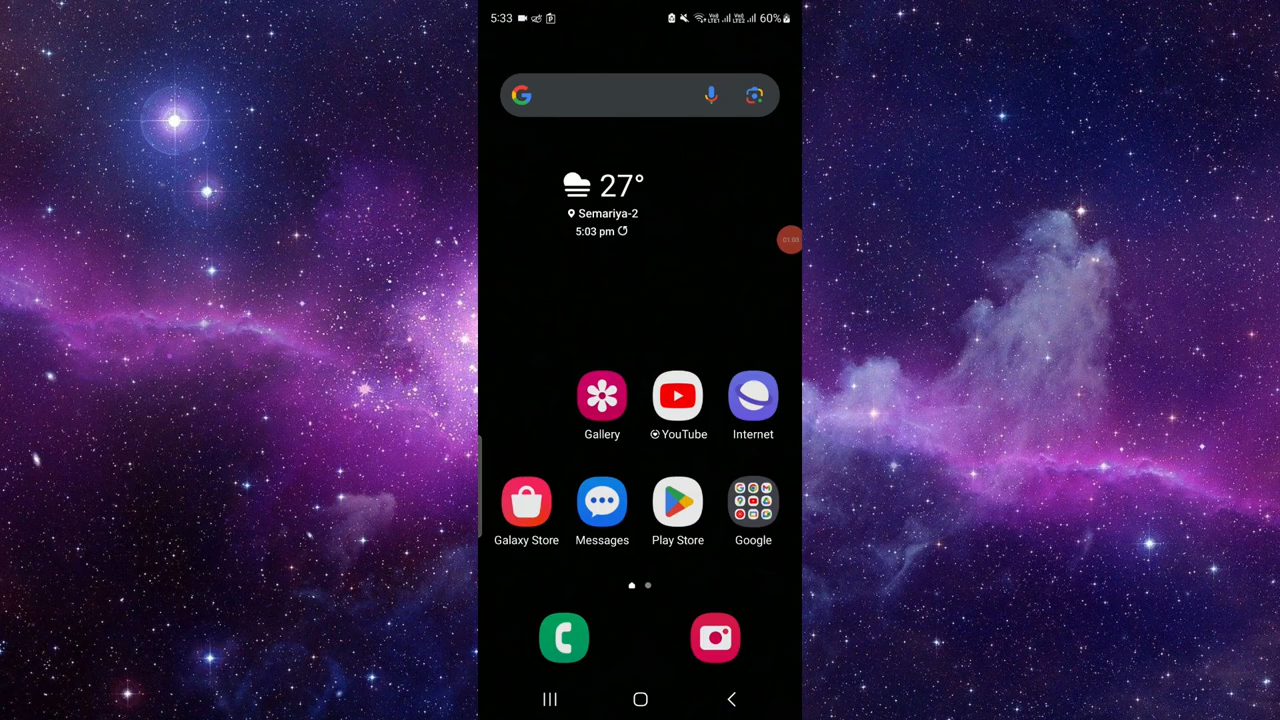 5:33
60%
27°
Semariya-2
5:03 pm
Gallery
YouTube
Internet
Galaxy Store
Messages
Play Store
Google